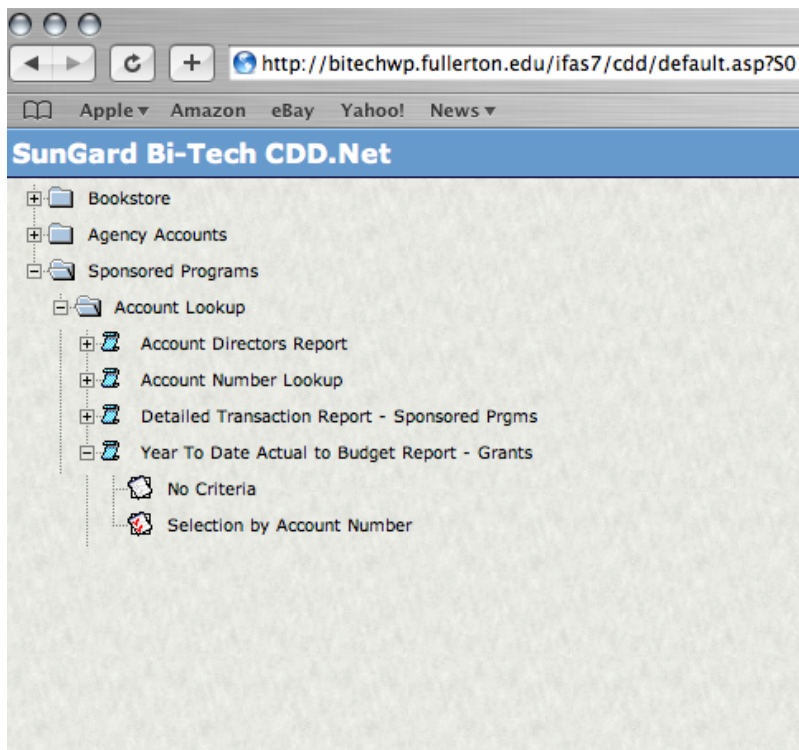 http://bitechwp.fullerton.edu/ifas7/cdd/default.asp?S0
Apple Amazon eBay Yahoo! News
SunGard Bi-Tech CDD.Net
Bookstore
Agency Accounts
Sponsored Programs
Account Lookup
Account Directors Report
Account Number Lookup
Detailed Transaction Report - Sponsored Prgms
Year To Date Actual to Budget Report - Grants
No Criteria
Selection by Account Number